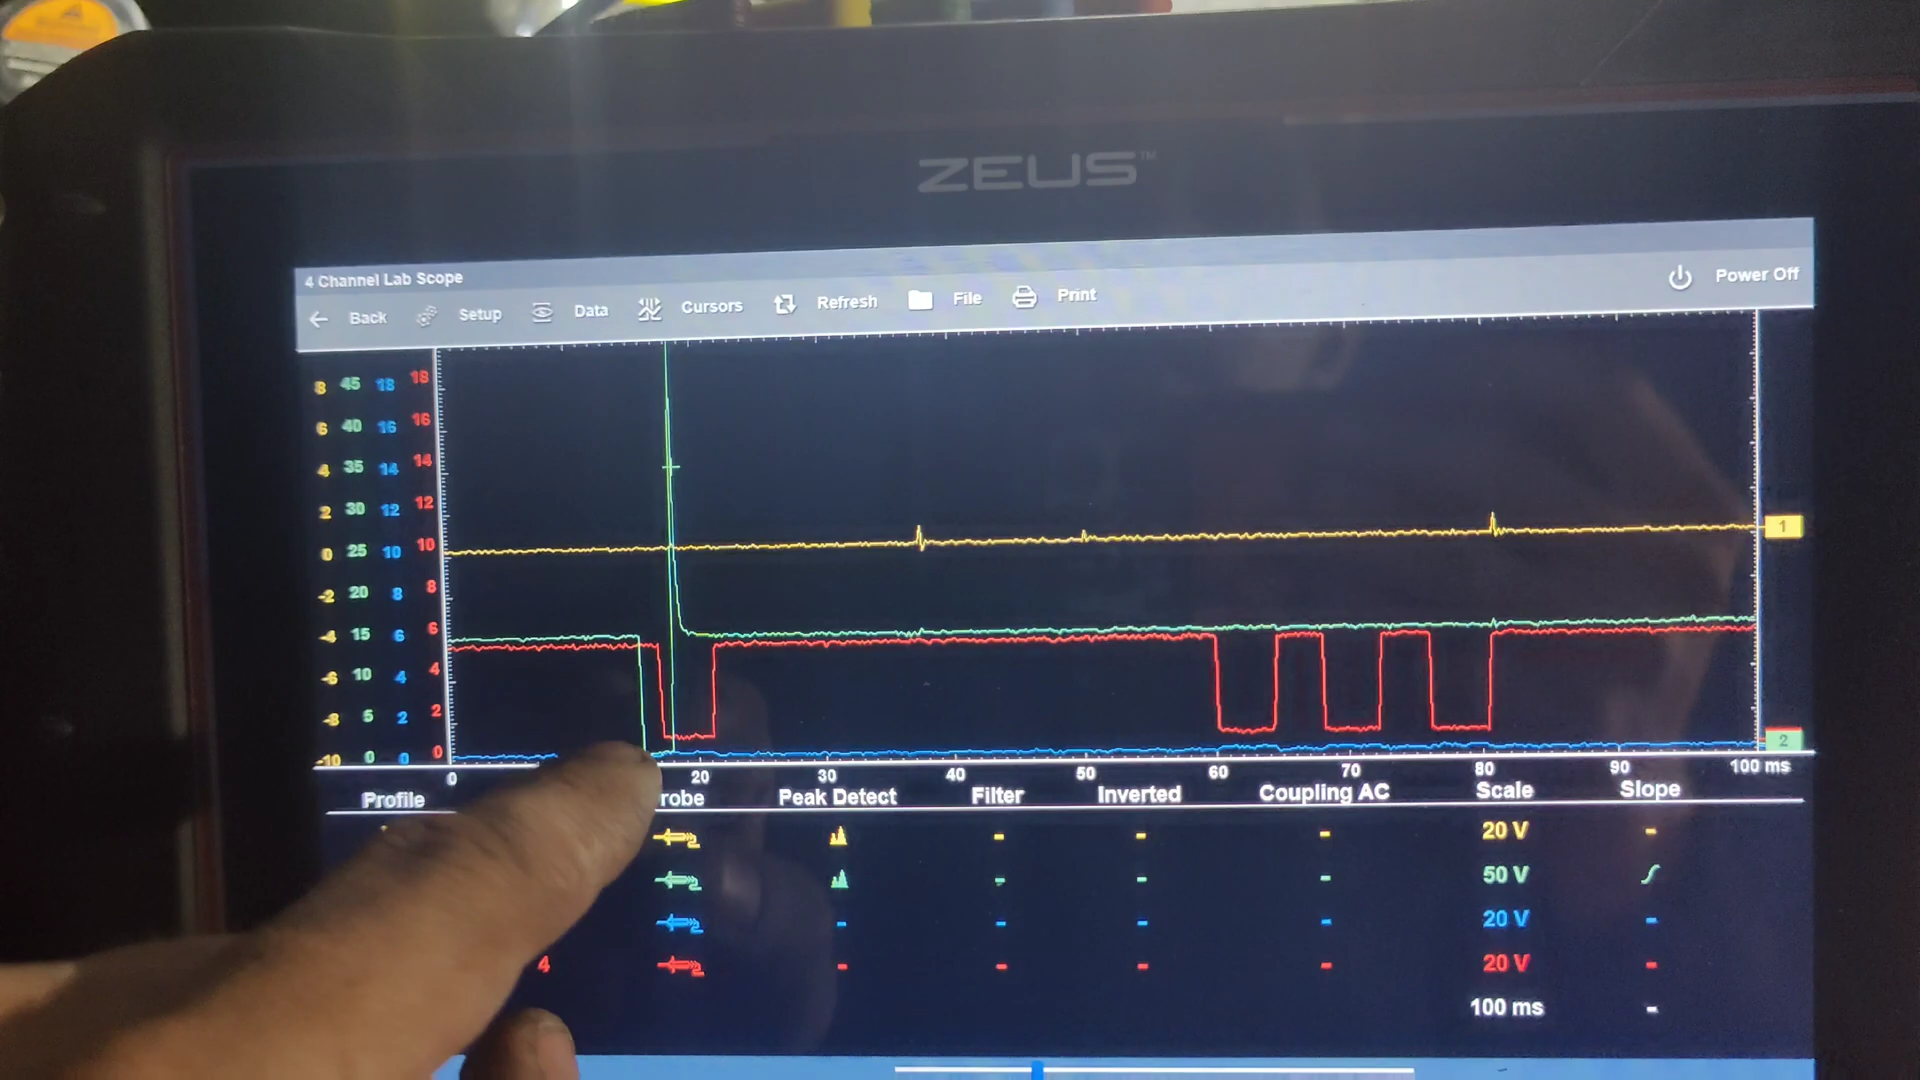 ZEUS™
4 Channel Lab Scope
Back Setup Data Cursors Refresh File Print Power Off
8 45 18 18
6 40 16 16
4 35 14 14
2 30 12 12
0 25 10 10
-2 20 8 8
-4 15 6 6
-6 10 4 4
-8 5 2 2
-10 0 0 0
1
2
0 20 30 40 50 60 70 80 90 100 ms
Profile robe Peak Detect Filter Inverted Coupling AC Scale Slope
- - - 20 V -
- - - 50 V
- - - - 20 V -
4 - - - - 20 V -
100 ms -